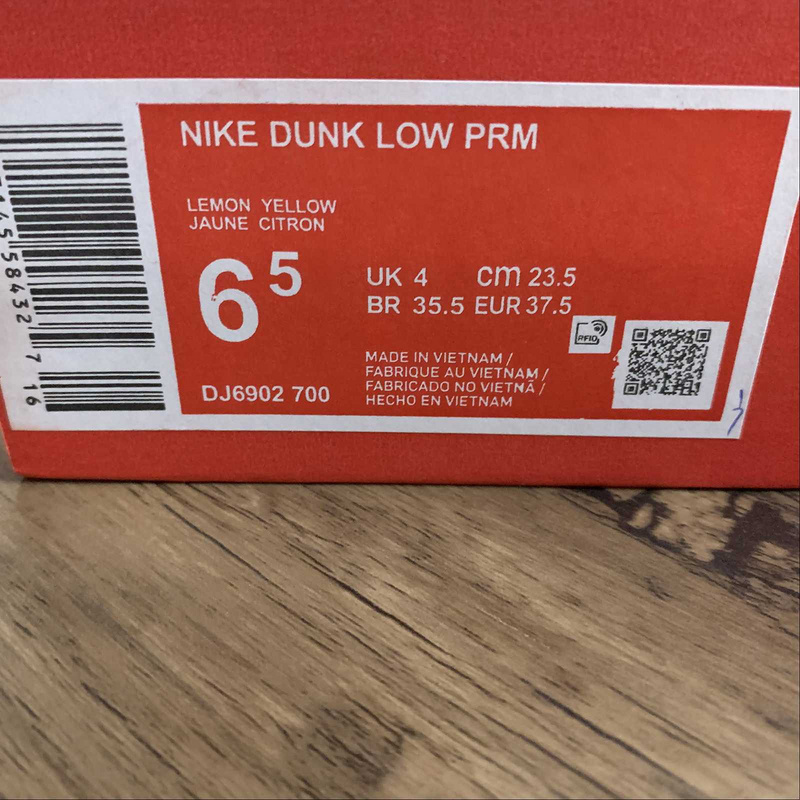 NIKE DUNK LOW PRM
LEMON YELLOW
JAUNE CITRON
6 5
UK 4 cm 23.5
BR 35.5 EUR 37.5
RFID
MADE IN VIETNAM /
FABRIQUE AU VIETNAM /
FABRICADO NO VIETNÃ /
HECHO EN VIETNAM
DJ6902 700